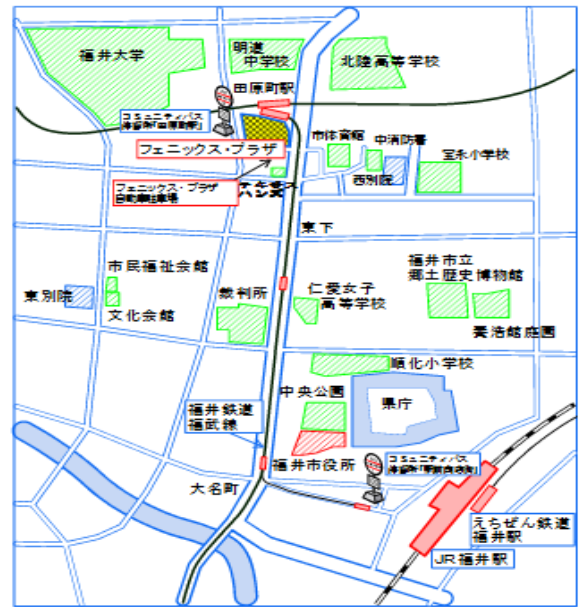 福井大学
明道
中学校
北陸高等学校
田原町駅
コミュニティバス
停留所「田原町駅」
フェニックス・プラザ
市体育館
中消防署
宝永小学校
西別院
フェニックス・プラザ
自動車駐車場
東下
市民福祉会館
東別院
文化会館
裁判所
仁愛女子
高等学校
福井市立
郷土歴史博物館
養浩館庭園
順化小学校
中央公園
県庁
福井鉄道
福武線
福井市役所
コミュニティバス
大名町
えちぜん鉄道
福井駅
JR福井駅